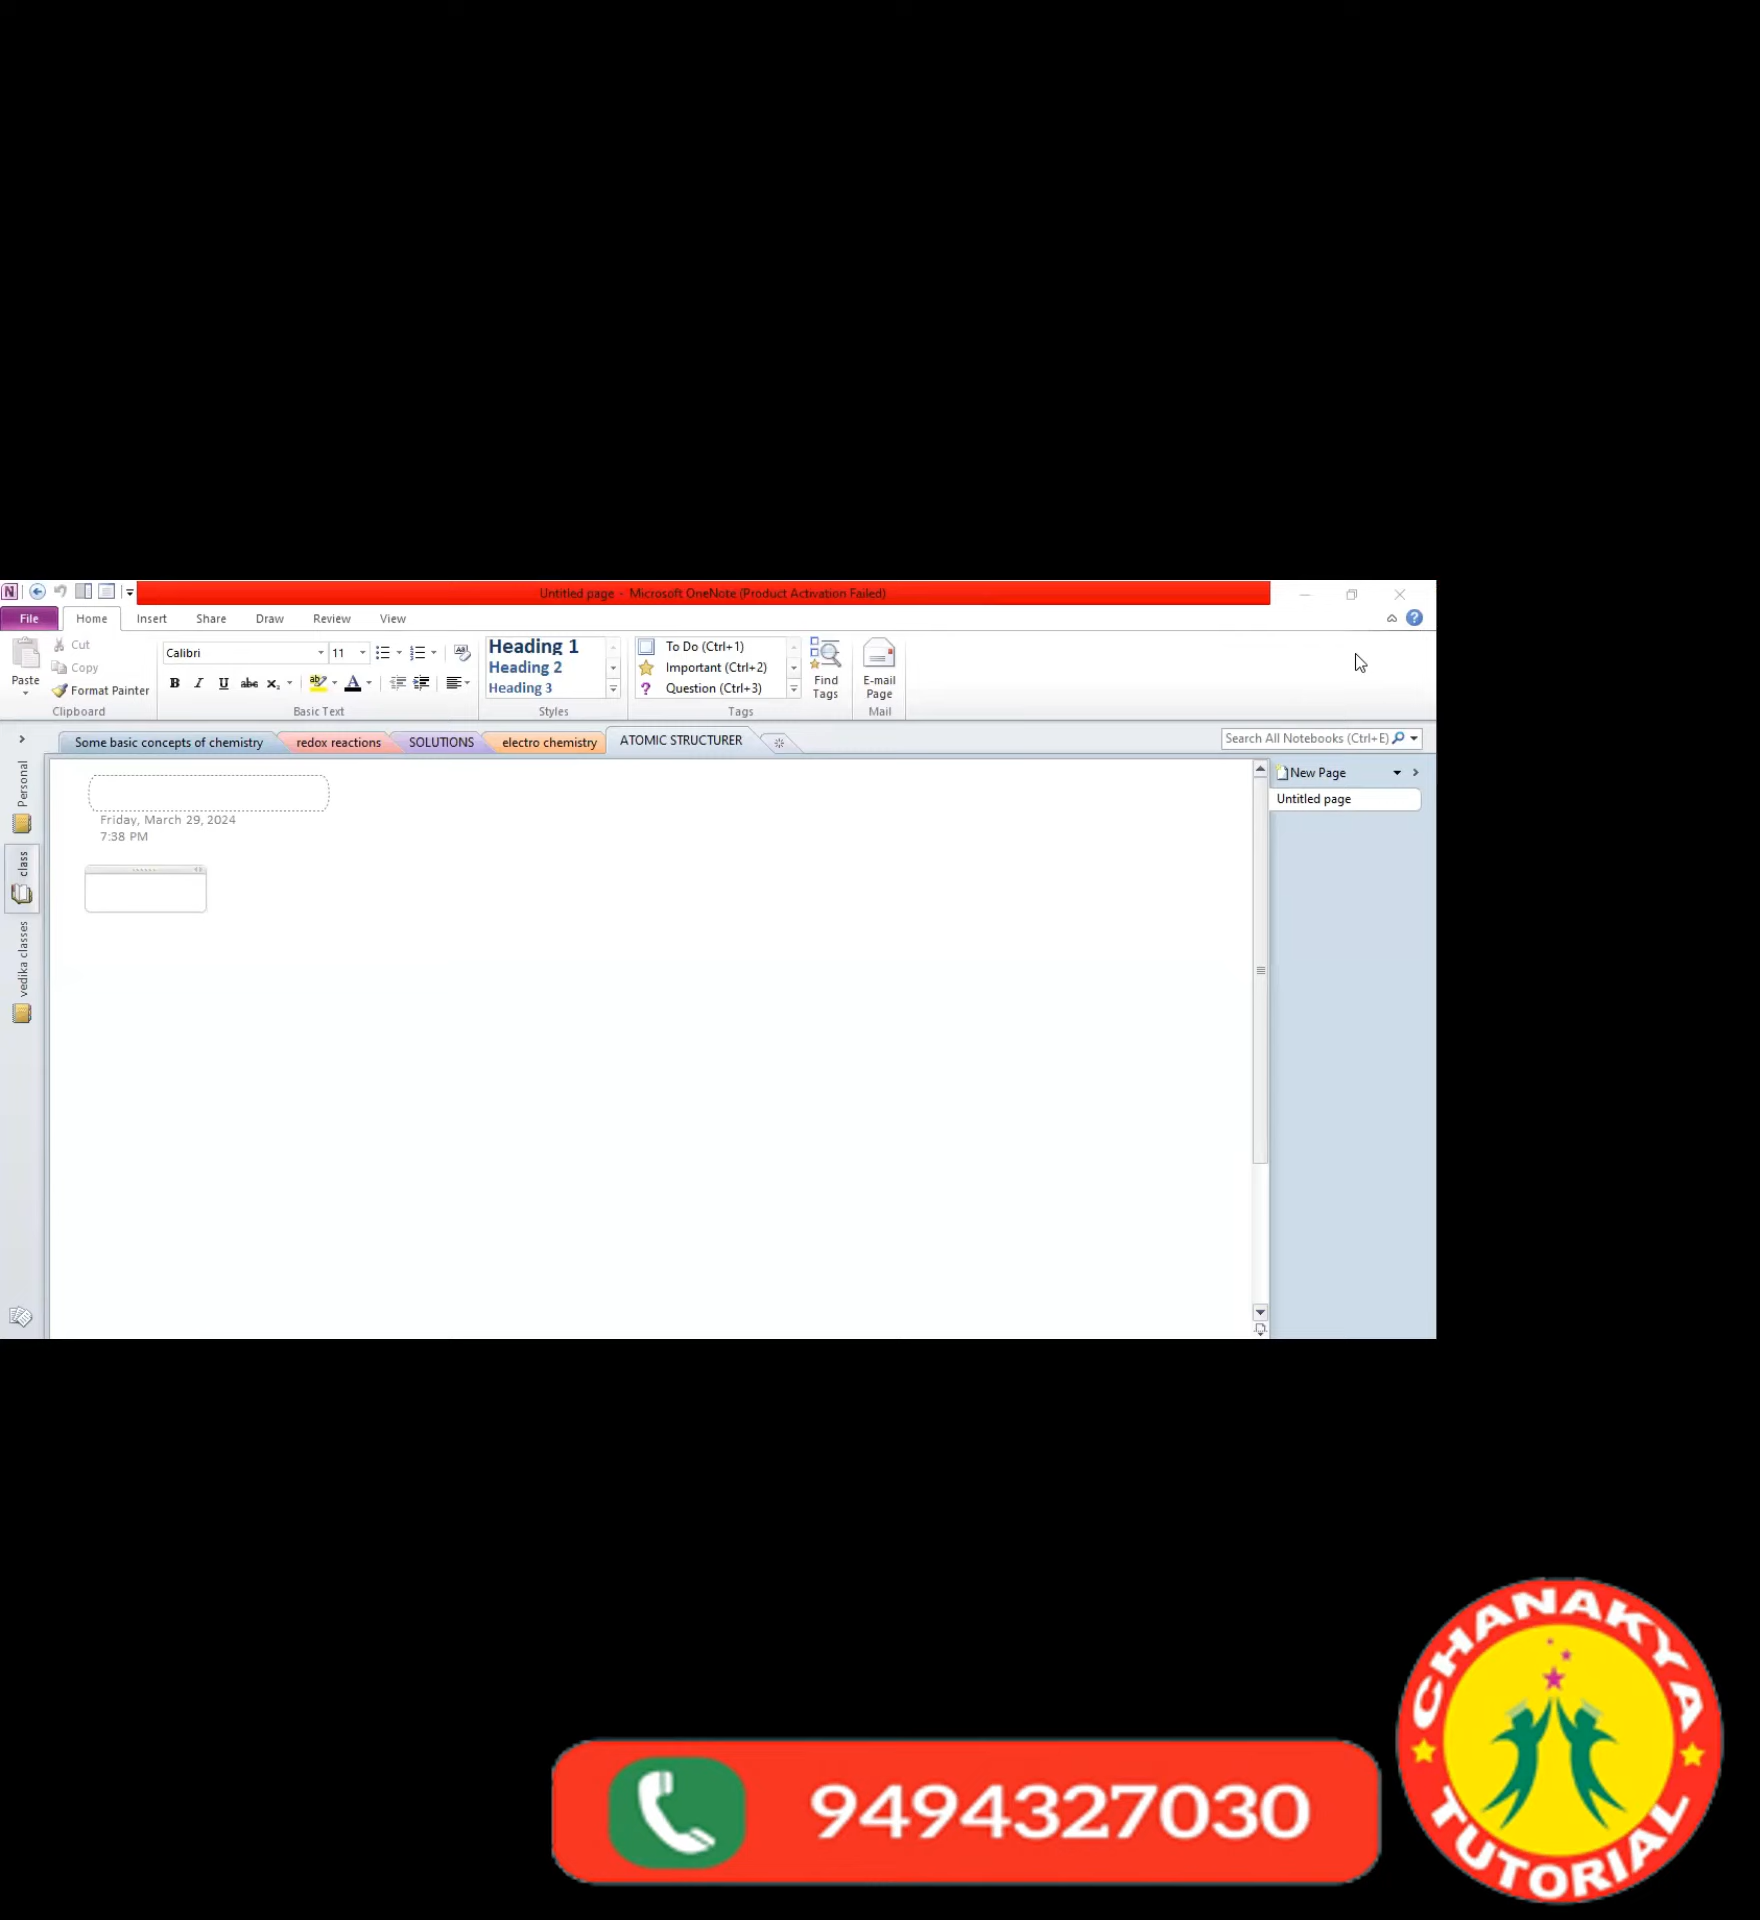 Untitled page - Microsoft OneNote (Product Activation Failed)
File Home Insert Share Draw Review View
Paste
Cut
Copy
Format Painter
Clipboard
Calibri 11
B I U abc x₂ ab A
Basic Text
Heading 1
Heading 2
Heading 3
Styles
To Do (Ctrl+1)
Important (Ctrl+2)
Question (Ctrl+3)
Tags
Find
Tags
E-mail
Page
Mail
Some basic concepts of chemistry redox reactions SOLUTIONS electro chemistry ATOMIC STRUCTURER
Search All Notebooks (Ctrl+E)
Personal
class
vedika classes
Friday, March 29, 2024
7:38 PM
New Page
Untitled page
9494327030
CHANAKYA
TUTORIAL